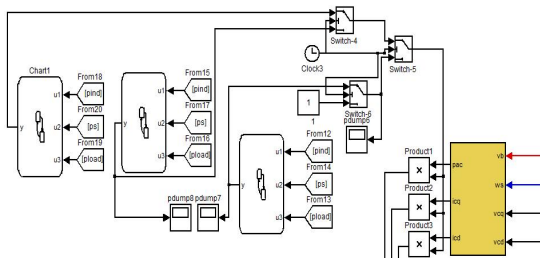 Switch-4
Clock3
Switch-5
Chart1
From18
[pind]
From20
[ps]
From19
[pload]
u1
u2
u3
y
From15
[pind]
From17
[ps]
From16
[pload]
u1
u2
u3
y
1
1
Switch-6
pdump6
From12
[pind]
From14
[ps]
From13
[pload]
u1
u2
u3
y
pdump8
pdump7
Product1
×
Product2
×
Product3
×
pac
icq
icd
vb
ws
vcq
vcd